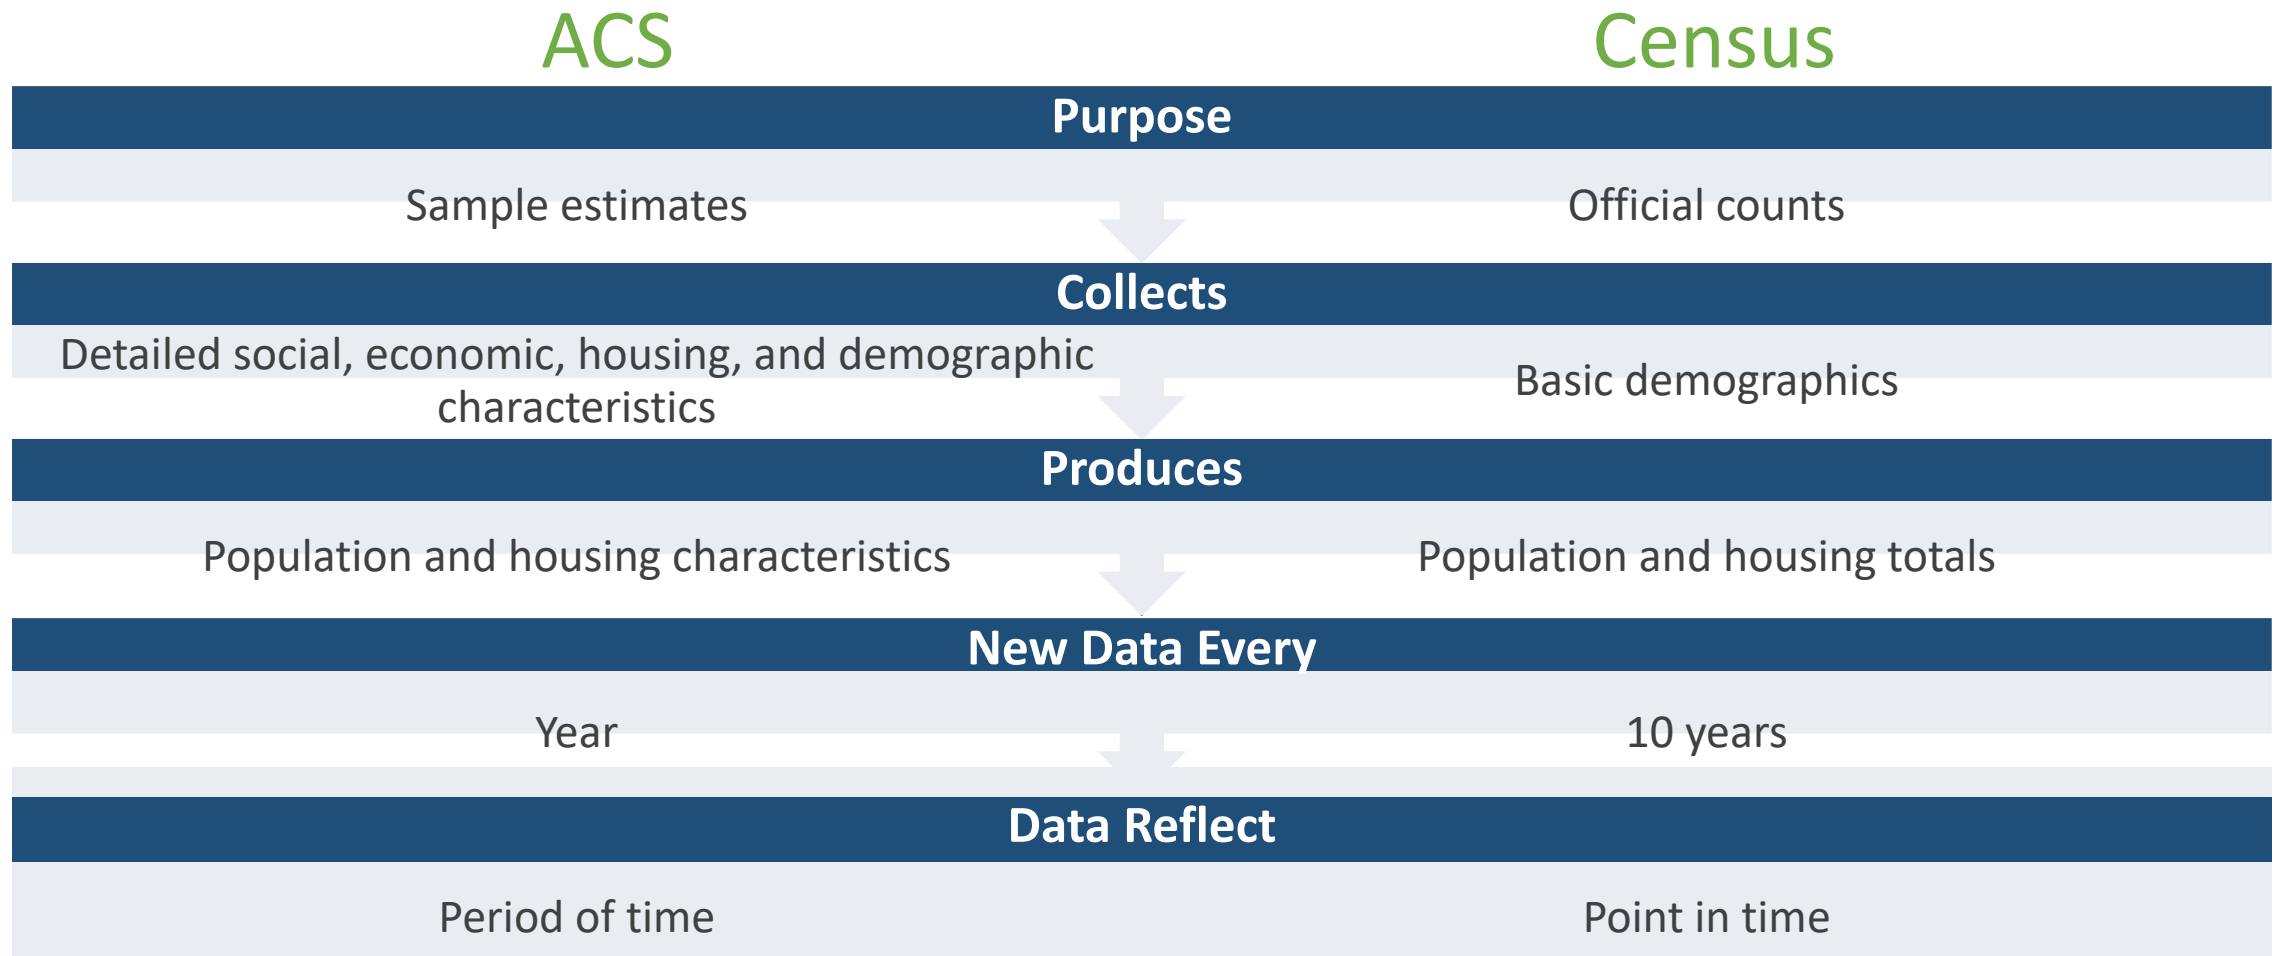 ACS
Census
Purpose
Sample estimates
Official counts
Collects
Detailed social, economic, housing, and demographic
characteristics
Basic demographics
Produces
Population and housing characteristics
Population and housing totals
New Data Every
Year
10 years
Data Reflect
Period of time
Point in time